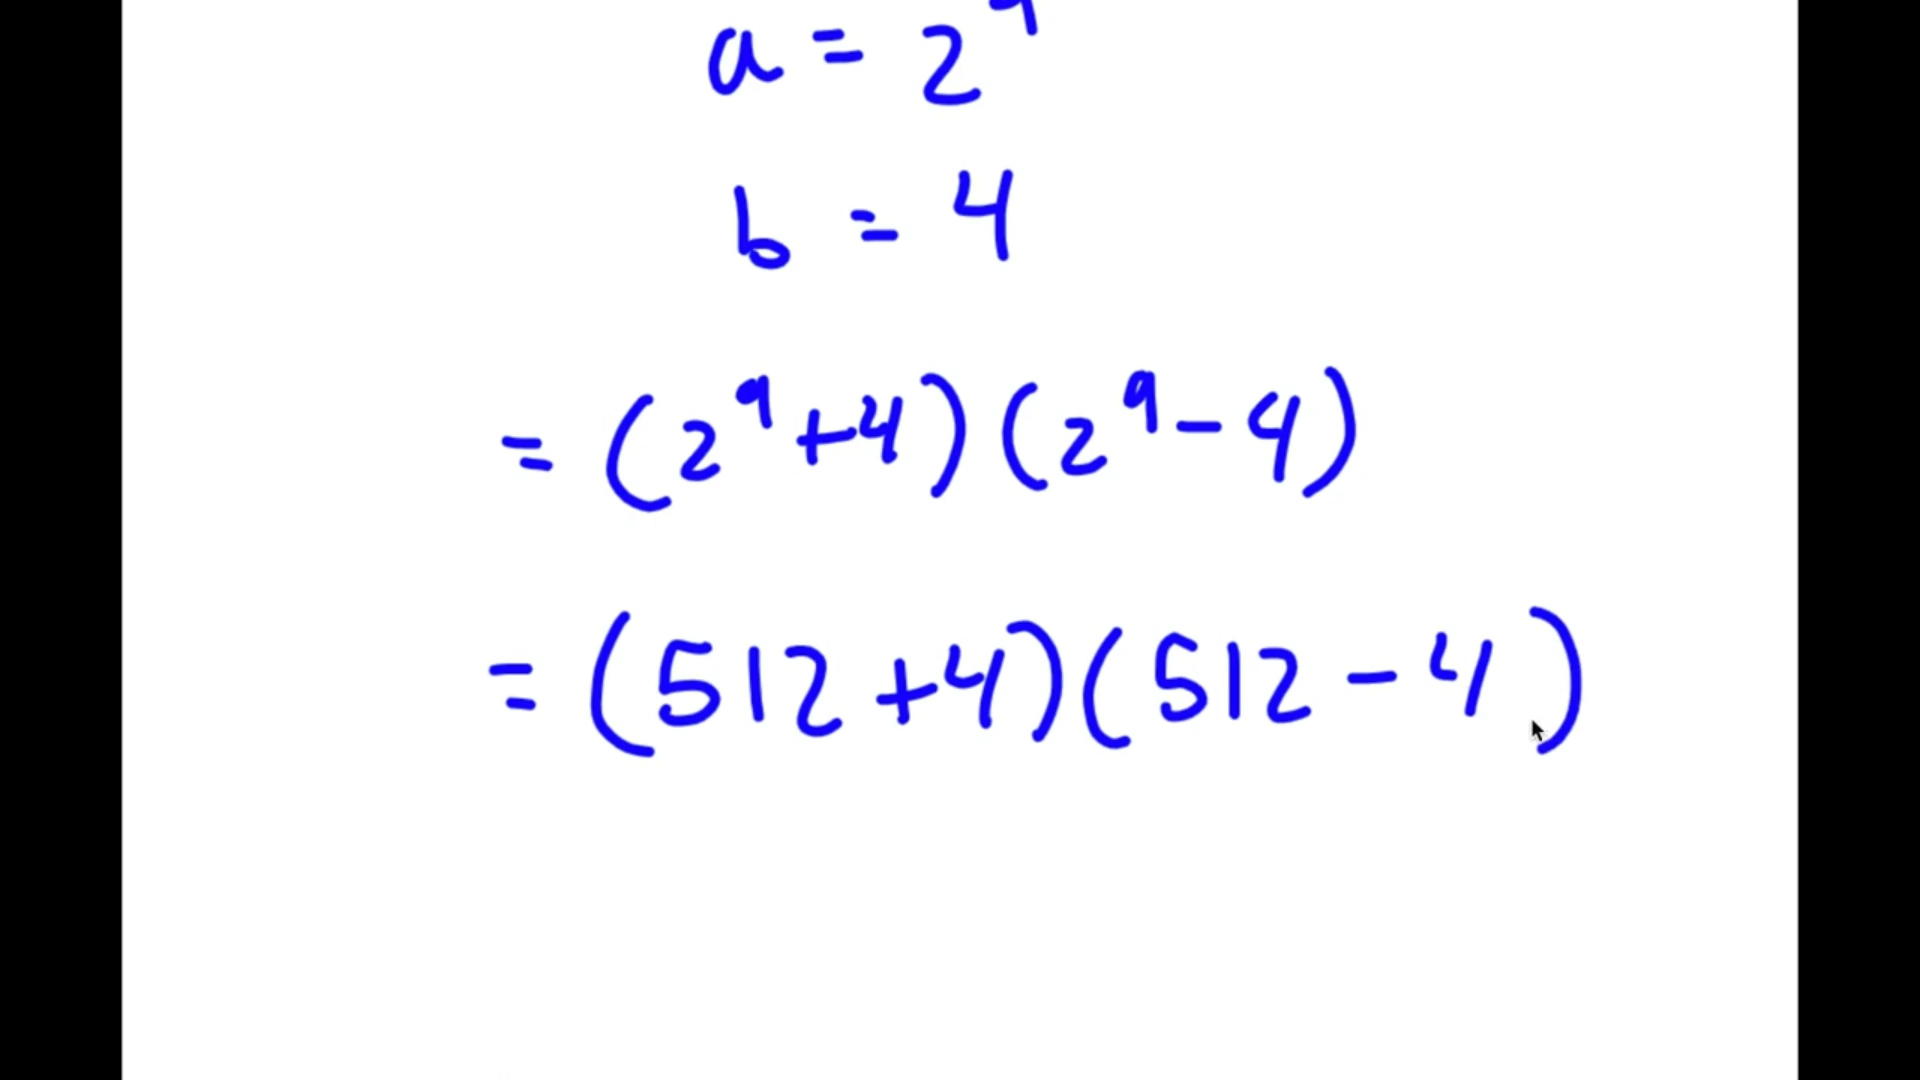 a = 2⁹
b = 4
= (2⁹+4)(2⁹-4)
= (512+4)(512-4)